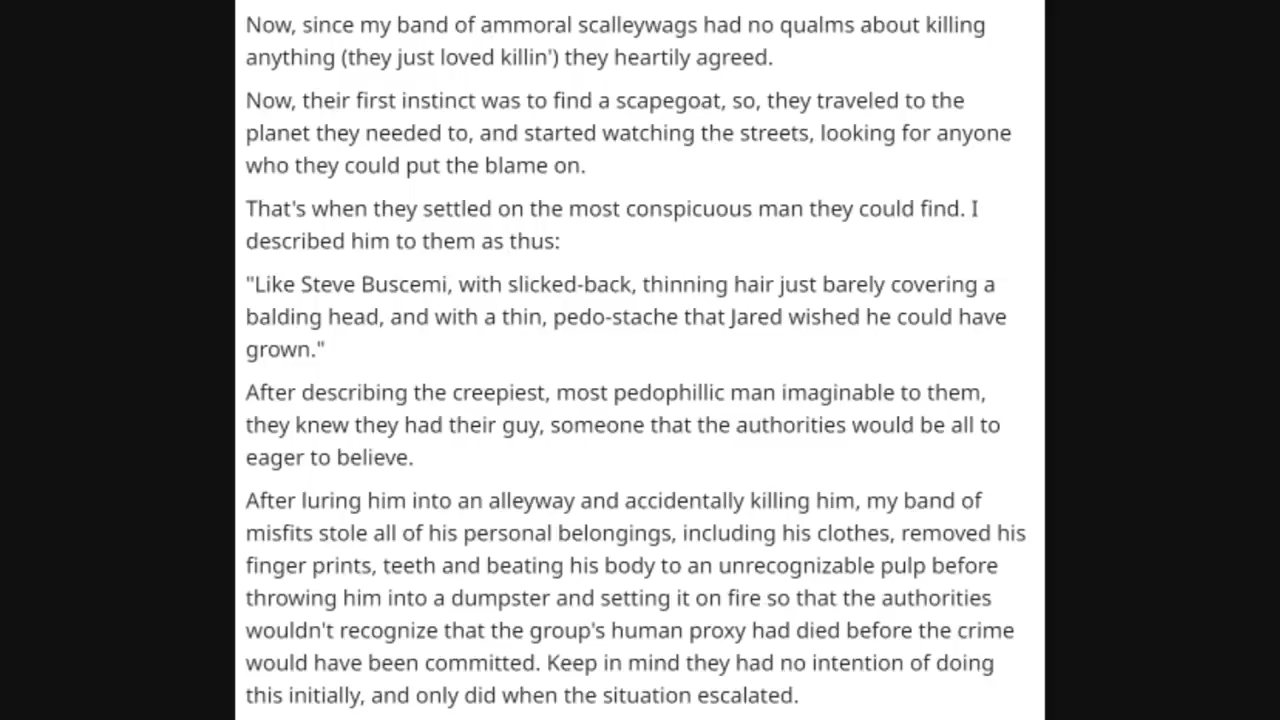 Now, since my band of ammoral scalleywags had no qualms about killing
anything (they just loved killin') they heartily agreed.
Now, their first instinct was to find a scapegoat, so, they traveled to the
planet they needed to, and started watching the streets, looking for anyone
who they could put the blame on.
That's when they settled on the most conspicuous man they could find. I
described him to them as thus:
"Like Steve Buscemi, with slicked-back, thinning hair just barely covering a
balding head, and with a thin, pedo-stache that Jared wished he could have
grown."
After describing the creepiest, most pedophillic man imaginable to them,
they knew they had their guy, someone that the authorities would be all to
eager to believe.
After luring him into an alleyway and accidentally killing him, my band of
misfits stole all of his personal belongings, including his clothes, removed his
finger prints, teeth and beating his body to an unrecognizable pulp before
throwing him into a dumpster and setting it on fire so that the authorities
wouldn't recognize that the group's human proxy had died before the crime
would have been committed. Keep in mind they had no intention of doing
this initially, and only did when the situation escalated.